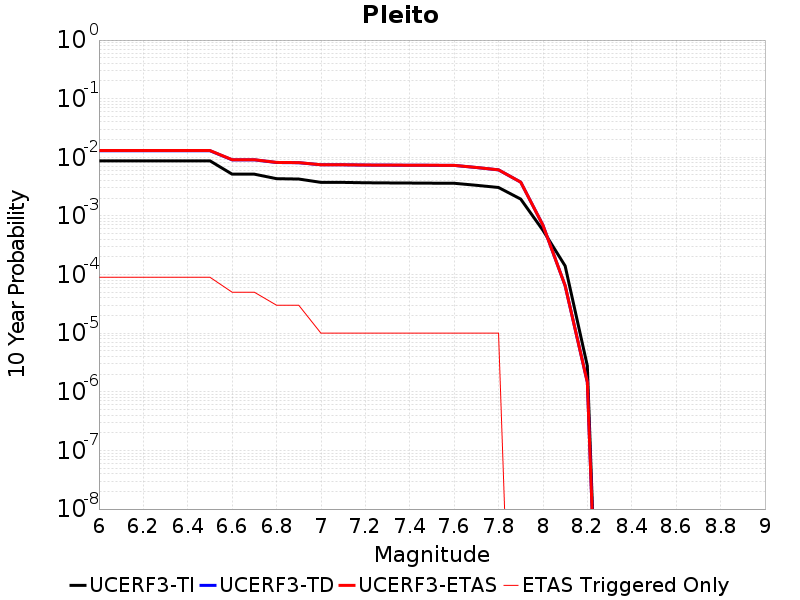 Pleito
10^0
10^-1
10^-2
10^-3
10^-4
10^-5
10^-6
10^-7
10^-8
10 Year Probability
6 6.2 6.4 6.6 6.8 7 7.2 7.4 7.6 7.8 8 8.2 8.4 8.6 8.8 9
Magnitude
UCERF3-TI UCERF3-TD UCERF3-ETAS ETAS Triggered Only